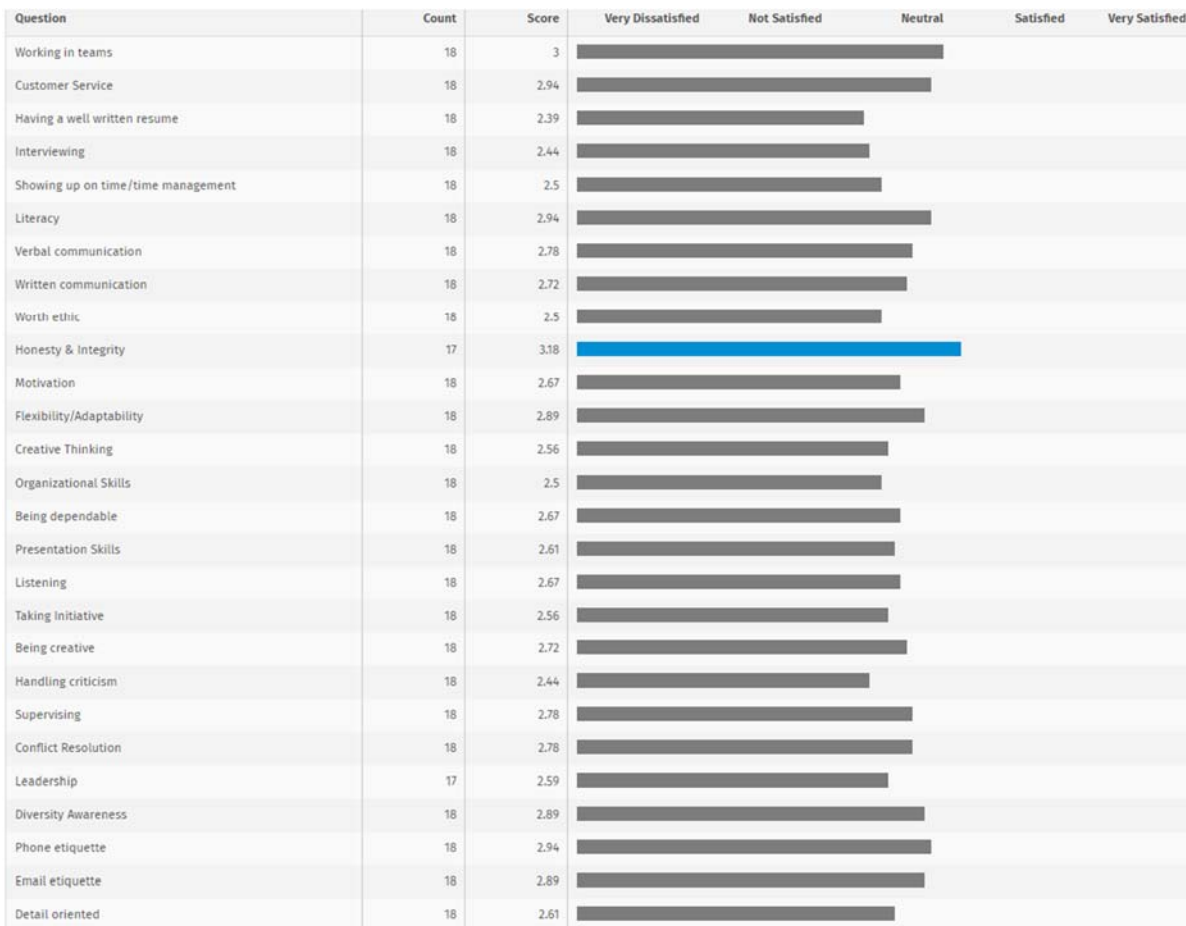 Question Count Score Very Dissatisfied Not Satisfied Neutral Satisfied Very Satisfied
Working in teams 18 3
Customer Service 18 2.94
Having a well written resume 18 2.39
Interviewing 18 2.44
Showing up on time/time management 18 2.5
Literacy 18 2.94
Verbal communication 18 2.78
Written communication 18 2.72
Worth ethic 18 2.5
Honesty & Integrity 17 3.18
Motivation 18 2.67
Flexibility/Adaptability 18 2.89
Creative Thinking 18 2.56
Organizational Skills 18 2.5
Being dependable 18 2.67
Presentation Skills 18 2.61
Listening 18 2.67
Taking Initiative 18 2.56
Being creative 18 2.72
Handling criticism 18 2.44
Supervising 18 2.78
Conflict Resolution 18 2.78
Leadership 17 2.59
Diversity Awareness 18 2.89
Phone etiquette 18 2.94
Email etiquette 18 2.89
Detail oriented 18 2.61